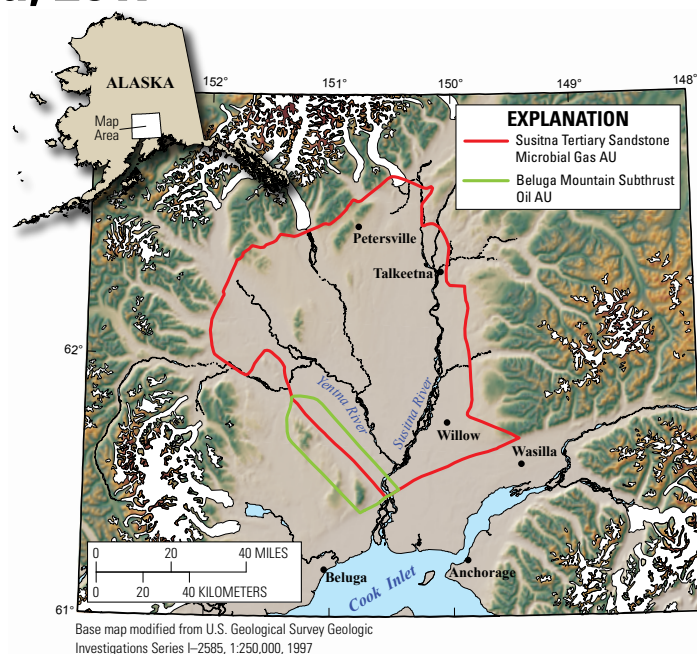 ALASKA
Map
Area
152°
151°
150°
149°
148°
EXPLANATION
Susitna Tertiary Sandstone
Microbial Gas AU
Beluga Mountain Subthrust
Oil AU
Petersville
Talkeetna
62°
Yentna River
Susitna River
Willow
Wasilla
0 20 40 MILES
0 20 40 KILOMETERS
Beluga
Anchorage
Cook Inlet
61°
Base map modified from U.S. Geological Survey Geologic
Investigations Series I–2585, 1:250,000, 1997